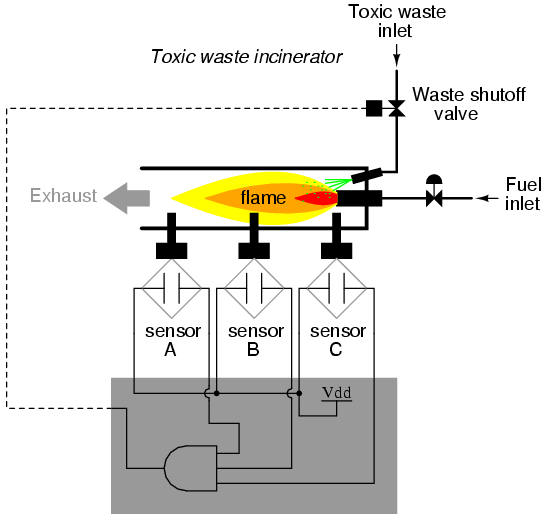 Toxic waste
inlet
Toxic waste incinerator
Waste shutoff
valve
Exhaust
flame
Fuel
inlet
sensor
A
sensor
B
sensor
C
Vdd